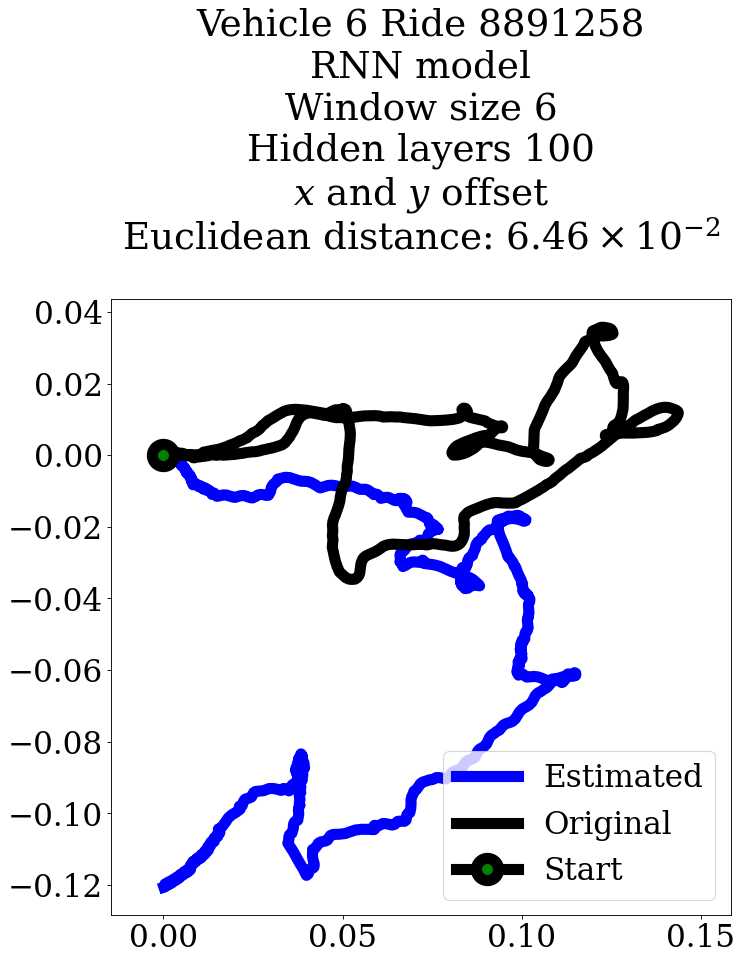 Vehicle 6 Ride 8891258
RNN model
Window size 6
Hidden layers 100
x and y offset
Euclidean distance: 6.46 × 10⁻²
0.04
0.02
0.00
−0.02
−0.04
−0.06
−0.08
−0.10
−0.12
Estimated
Original
Start
0.00 0.05 0.10 0.15